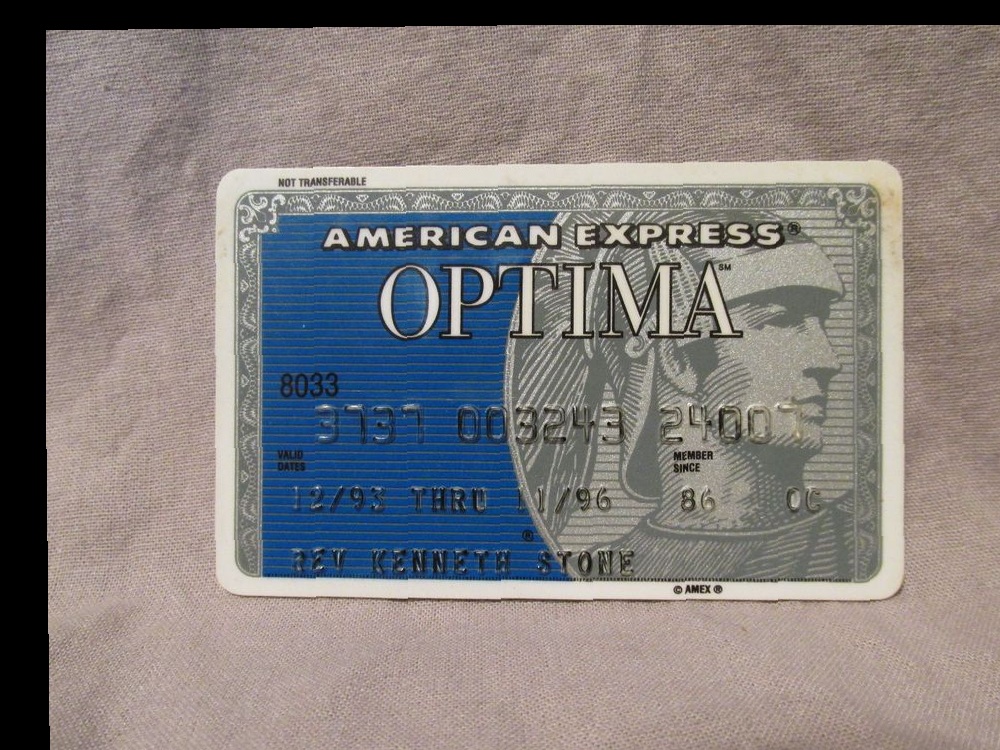 NOT TRANSFERABLE
AMERICAN EXPRESS®
OPTIMA℠
8033
3737 003243 24007
VALID DATES
MEMBER SINCE
12/93 THRU 11/96 86 CC
®
REV KENNETH STONE
© AMEX ®